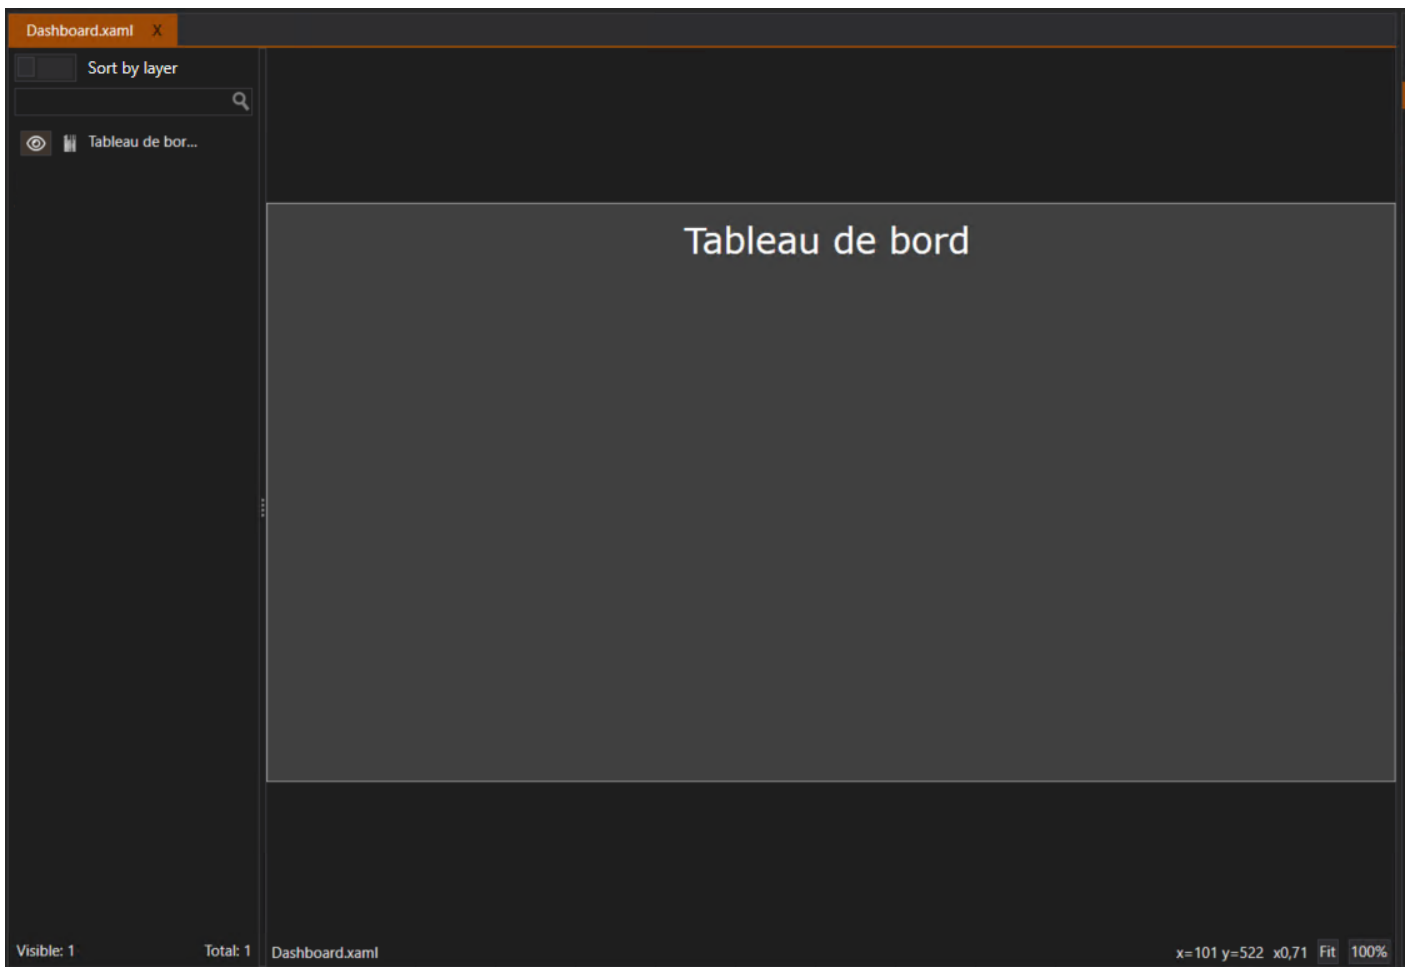 Dashboard.xaml X
Sort by layer
Tableau de bor...
Tableau de bord
Visible: 1 Total: 1 Dashboard.xaml x=101 y=522 x0,71 Fit 100%